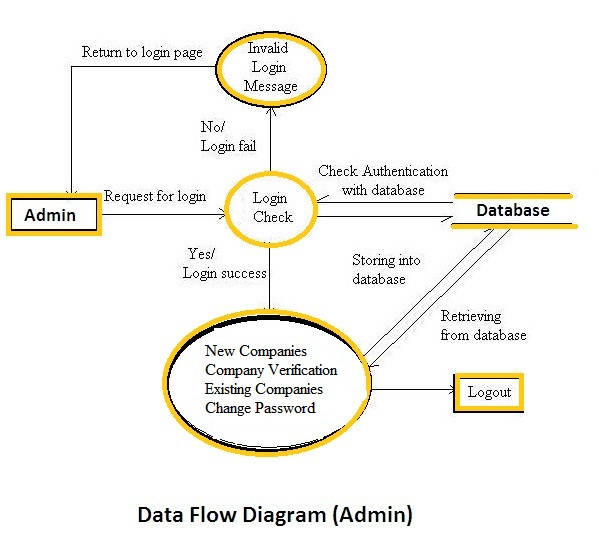 Invalid
Login
Message
Return to login page
No/
Login fail
Check Authentication
with database
Request for login
Login
Check
Admin
Database
Yes/
Login success
Storing into
database
Retrieving
from database
New Companies
Company Verification
Existing Companies
Change Password
Logout
Data Flow Diagram (Admin)